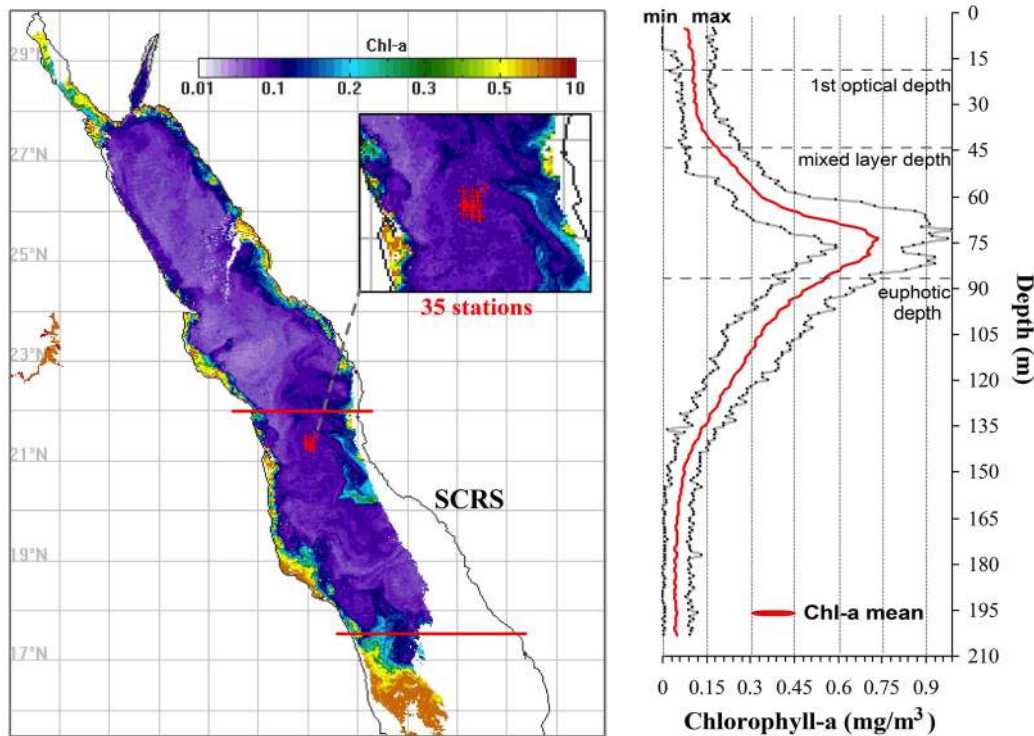 Chl-a
0.01 0.1 0.2 0.3 0.5 10
29°N
27°N
25°N
23°N
21°N
19°N
17°N
35 stations
SCRS
min max
0
15
30
45
60
75
90
105
120
135
150
165
180
195
210
1st optical depth
mixed layer depth
euphotic
depth
Chl-a mean
Depth (m)
0 0.15 0.3 0.45 0.6 0.75 0.9
Chlorophyll-a (mg/m³)